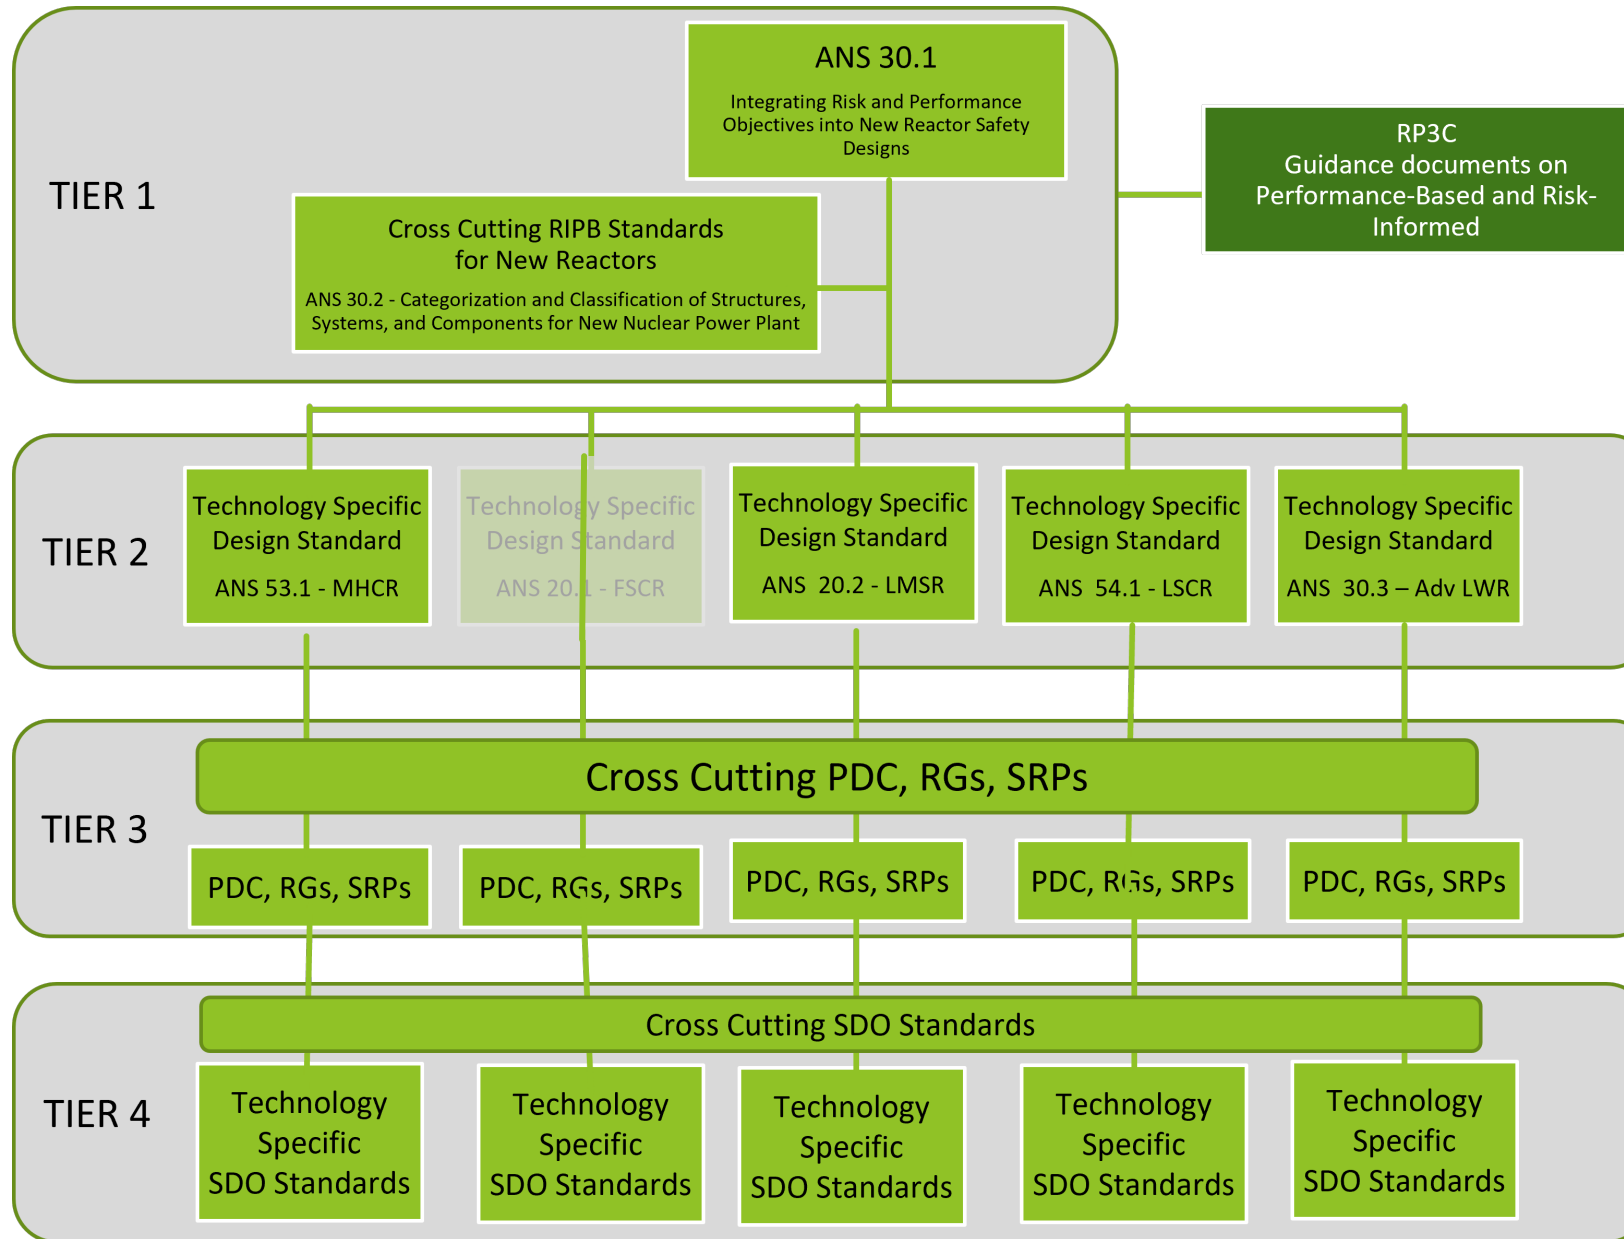 TIER 1
ANS 30.1
Integrating Risk and Performance
Objectives into New Reactor Safety
Designs
Cross Cutting RIPB Standards
for New Reactors
ANS 30.2 - Categorization and Classification of Structures,
Systems, and Components for New Nuclear Power Plant
RP3C
Guidance documents on
Performance-Based and Risk-
Informed
TIER 2
Technology Specific
Design Standard
ANS 53.1 - MHCR
Technology Specific
Design Standard
ANS 20.1 - FSCR
Technology Specific
Design Standard
ANS 20.2 - LMSR
Technology Specific
Design Standard
ANS 54.1 - LSCR
Technology Specific
Design Standard
ANS 30.3 – Adv LWR
TIER 3
Cross Cutting PDC, RGs, SRPs
PDC, RGs, SRPs
PDC, RGs, SRPs
PDC, RGs, SRPs
PDC, RGs, SRPs
PDC, RGs, SRPs
TIER 4
Cross Cutting SDO Standards
Technology
Specific
SDO Standards
Technology
Specific
SDO Standards
Technology
Specific
SDO Standards
Technology
Specific
SDO Standards
Technology
Specific
SDO Standards